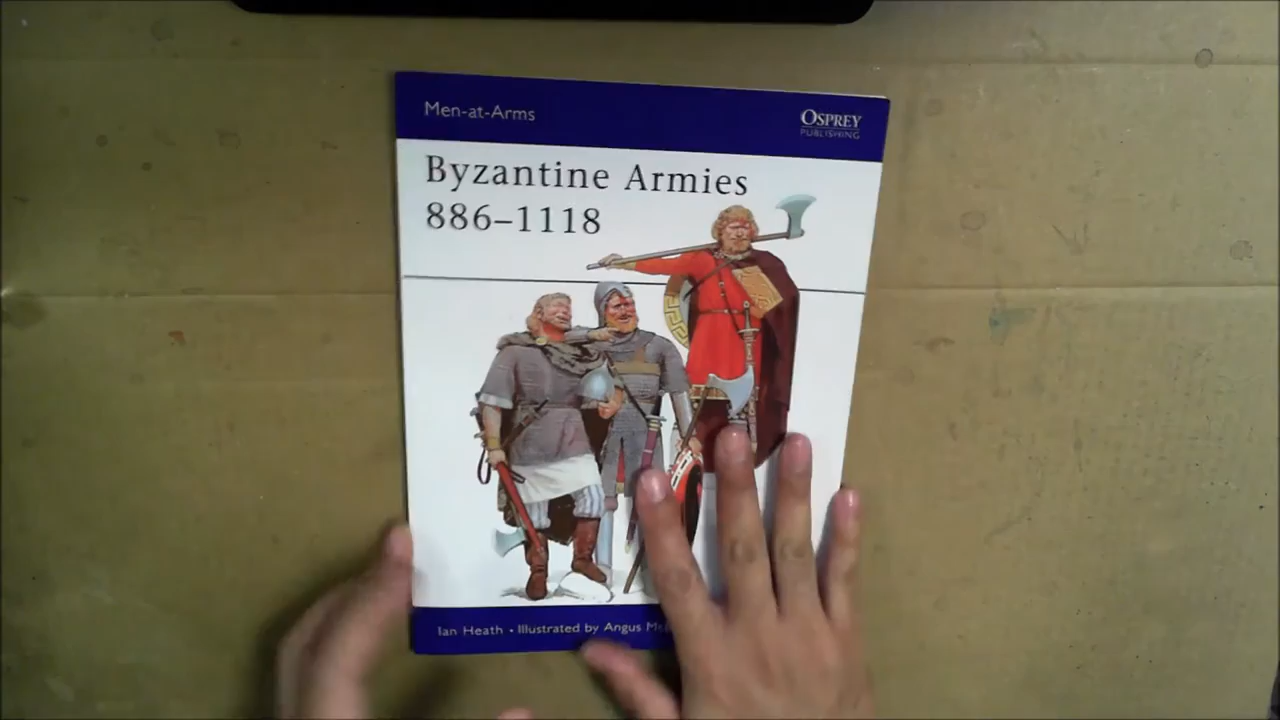 Men-at-Arms
OSPREY
PUBLISHING
Byzantine Armies
886–1118
Ian Heath • Illustrated by Angus